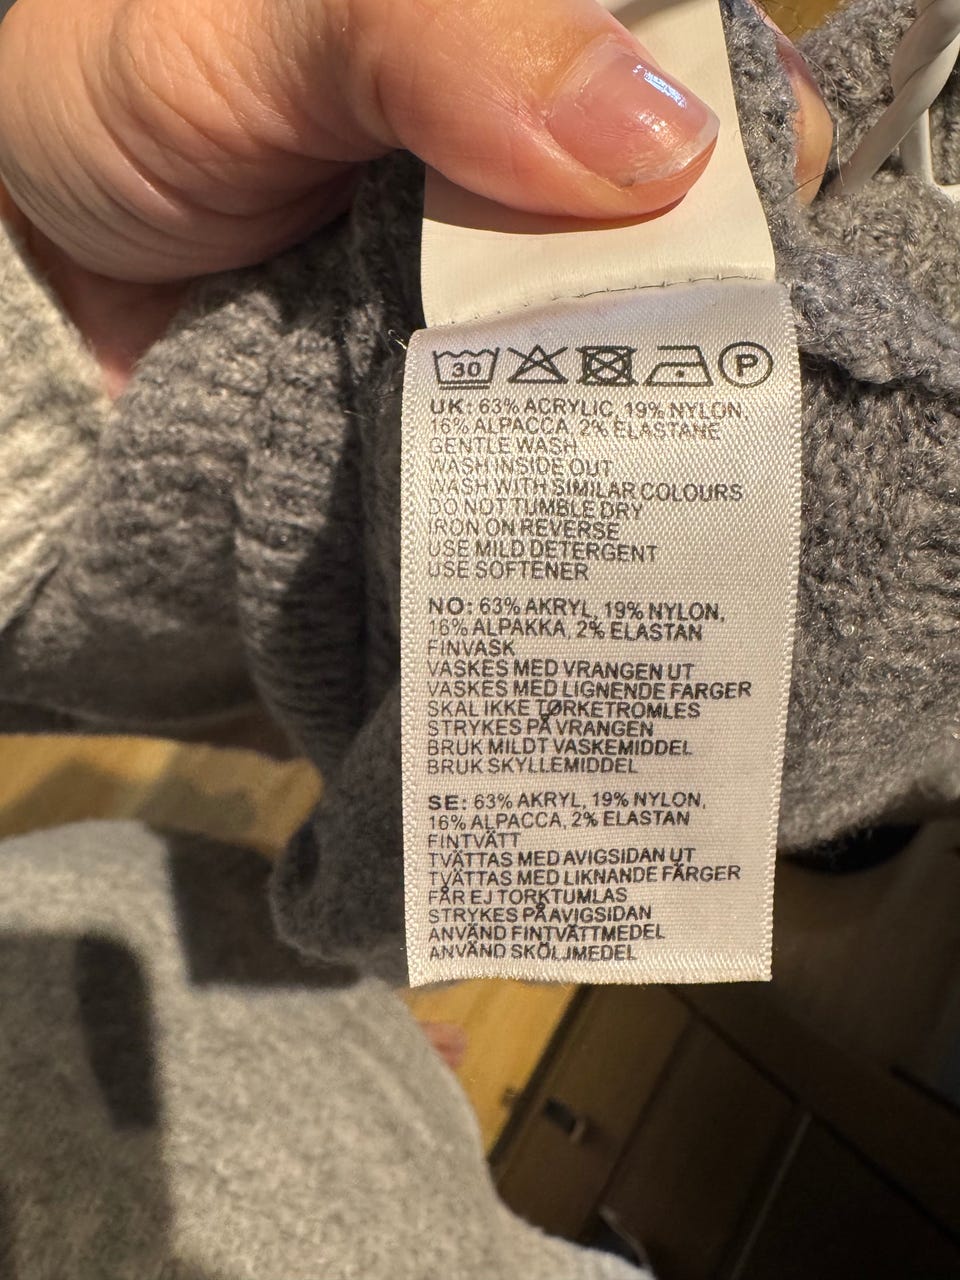 30 P
UK: 63% ACRYLIC, 19% NYLON,
16% ALPACCA, 2% ELASTANE
GENTLE WASH
WASH INSIDE OUT
WASH WITH SIMILAR COLOURS
DO NOT TUMBLE DRY
IRON ON REVERSE
USE MILD DETERGENT
USE SOFTENER
NO: 63% AKRYL, 19% NYLON,
16% ALPAKKA, 2% ELASTAN
FINVASK
VASKES MED VRANGEN UT
VASKES MED LIGNENDE FARGER
SKAL IKKE TØRKETROMLES
STRYKES PÅ VRANGEN
BRUK MILDT VASKEMIDDEL
BRUK SKYLLEMIDDEL
SE: 63% AKRYL, 19% NYLON,
16% ALPACCA, 2% ELASTAN
FINTVÄTT
TVÄTTAS MED AVIGSIDAN UT
TVÄTTAS MED LIKNANDE FÄRGER
FÅR EJ TORKTUMLAS
STRYKES PÅ AVIGSIDAN
ANVÄND FINTVÄTTMEDEL
ANVÄND SKÖLJMEDEL